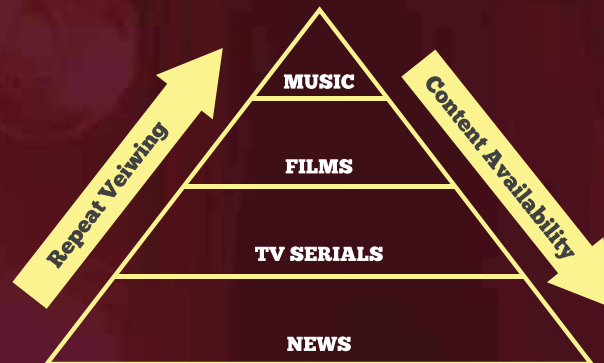 MUSIC
Content Availability
FILMS
Repeat Veiwing
TV SERIALS
NEWS